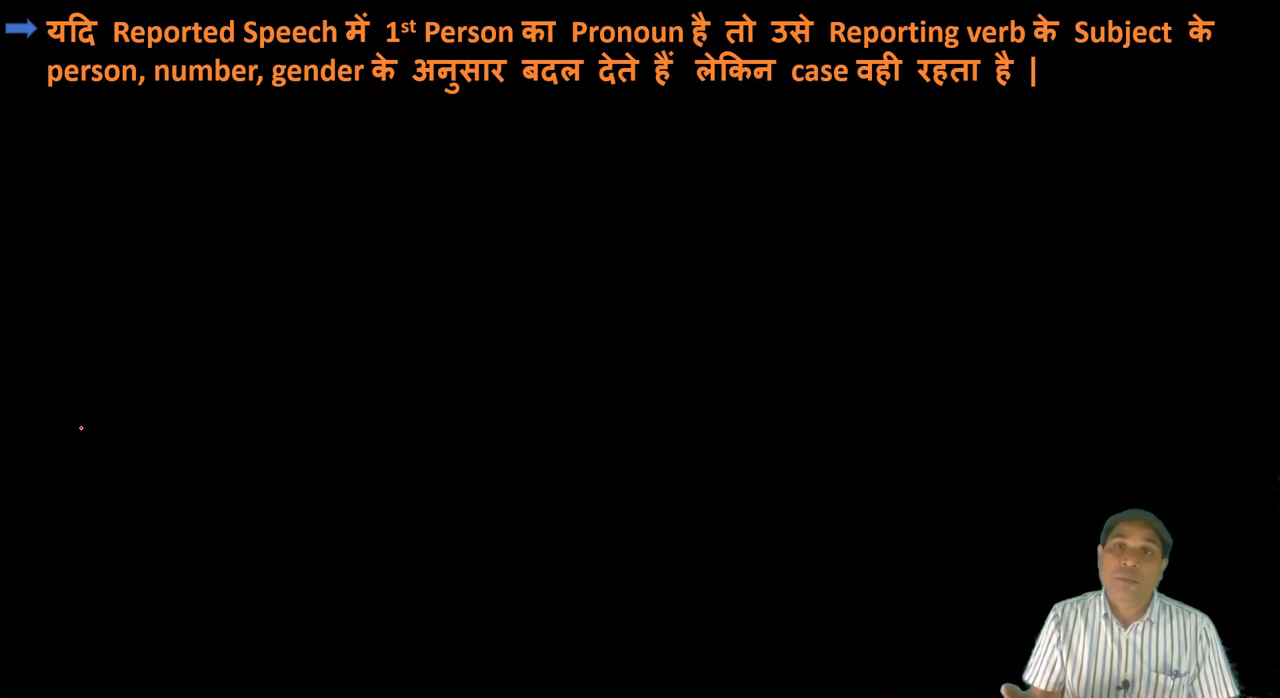 यदि Reported Speech में 1st Person का Pronoun है तो उसे Reporting verb के Subject के
person, number, gender के अनुसार बदल देते हैं लेकिन case वही रहता है |